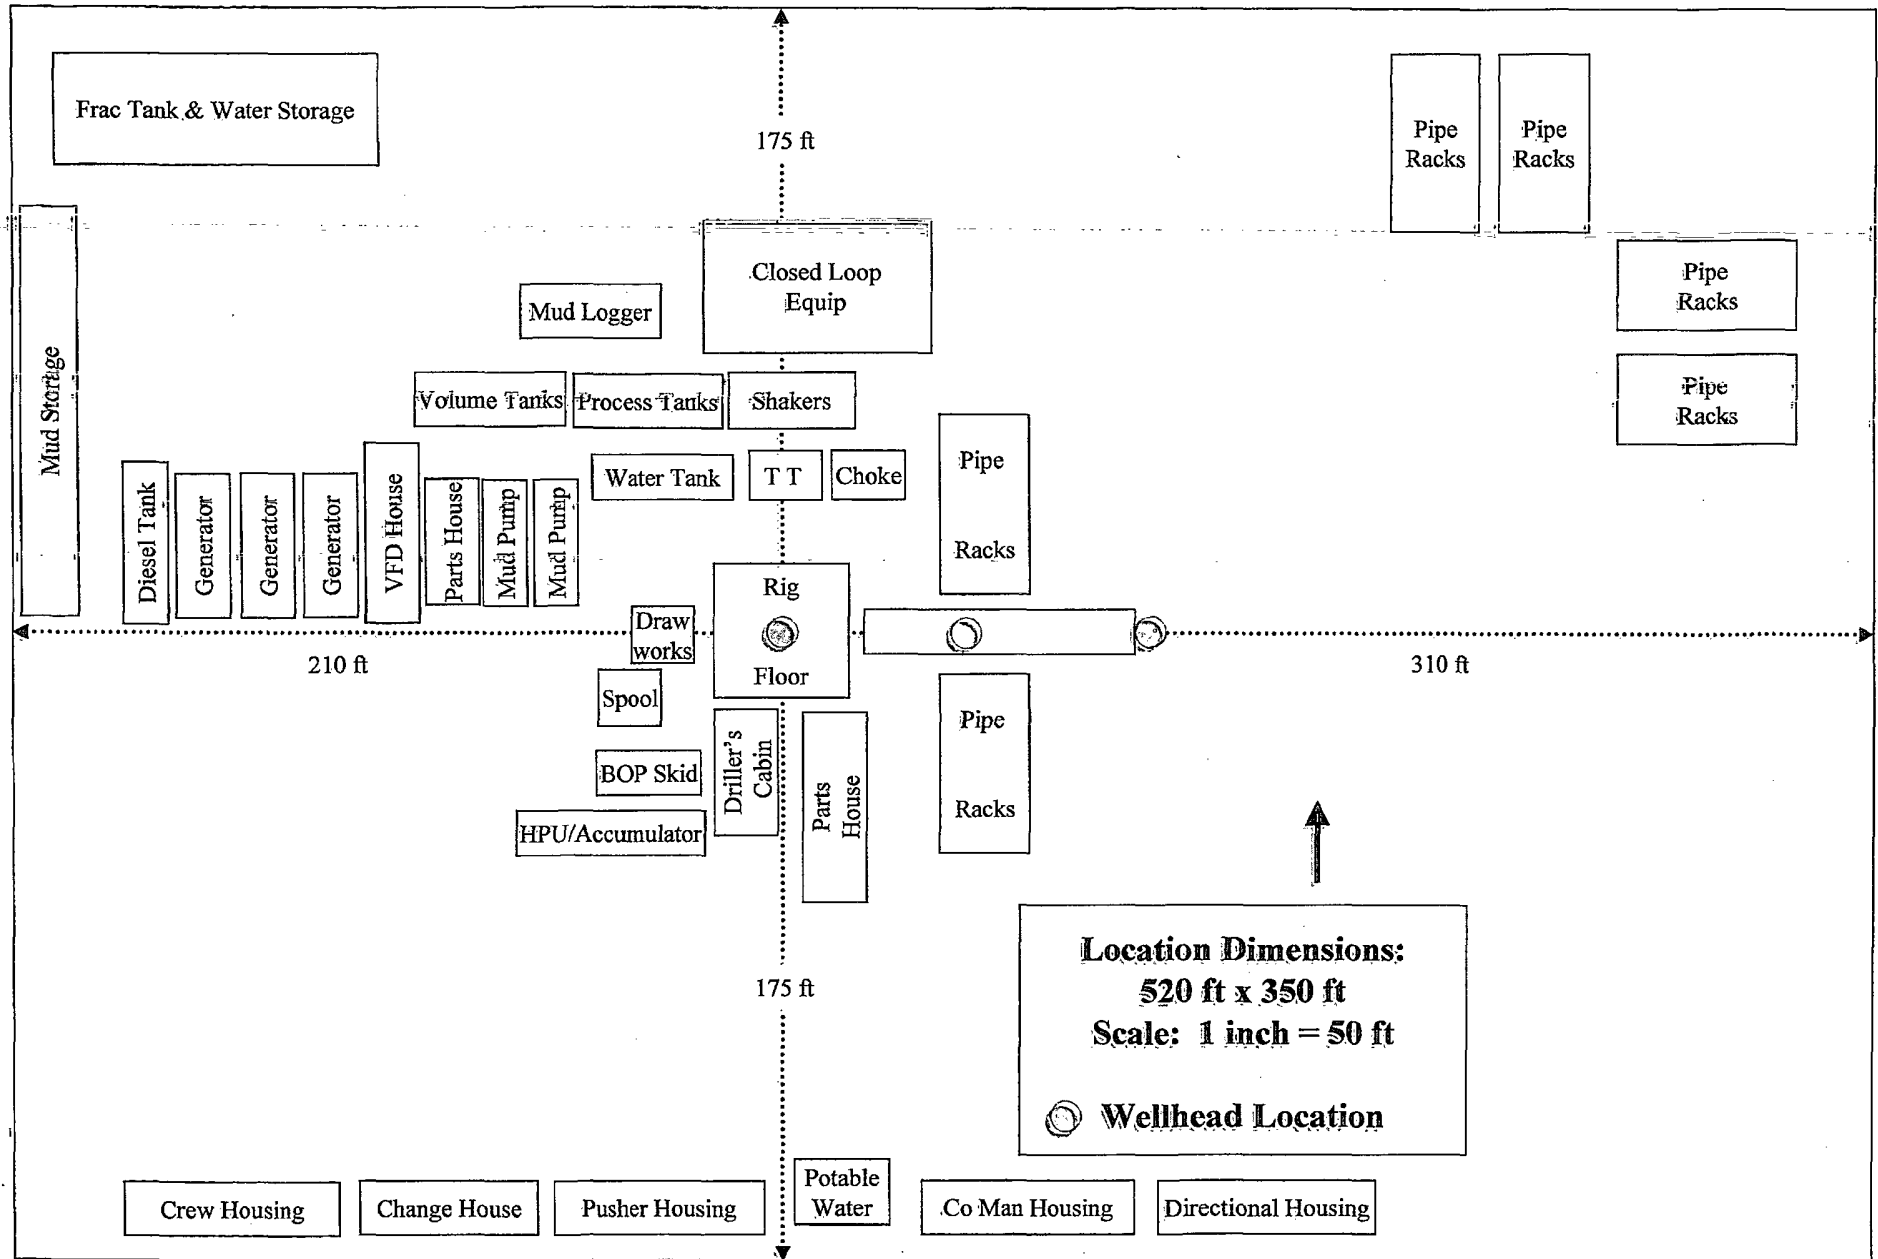 Frac Tank & Water Storage
175 ft
Pipe
Racks
Pipe
Racks
Mud Storage
Mud Logger
Closed Loop
Equip
Pipe
Racks
Pipe
Racks
Volume Tanks
Process Tanks
Shakers
Diesel Tank
Generator
Generator
Generator
VFD House
Parts House
Mud Pump
Mud Pump
Water Tank
T T
Choke
Pipe
Racks
Rig
Floor
Draw
works
210 ft
310 ft
Spool
BOP Skid
HPU/Accumulator
Driller's
Cabin
Parts
House
Pipe
Racks
175 ft
Location Dimensions:
520 ft x 350 ft
Scale: 1 inch = 50 ft
Wellhead Location
Crew Housing
Change House
Pusher Housing
Potable
Water
Co Man Housing
Directional Housing